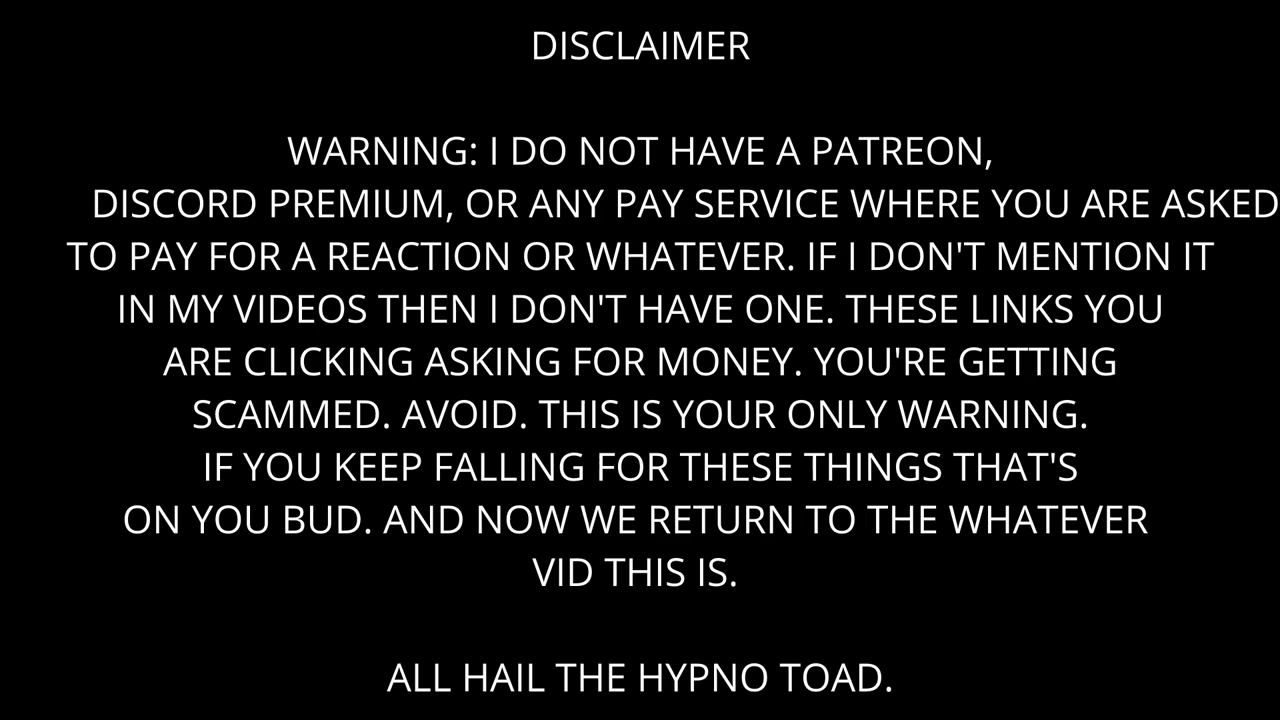 DISCLAIMER
WARNING: I DO NOT HAVE A PATREON,
DISCORD PREMIUM, OR ANY PAY SERVICE WHERE YOU ARE ASKED
TO PAY FOR A REACTION OR WHATEVER. IF I DON'T MENTION IT
IN MY VIDEOS THEN I DON'T HAVE ONE. THESE LINKS YOU
ARE CLICKING ASKING FOR MONEY. YOU'RE GETTING
SCAMMED. AVOID. THIS IS YOUR ONLY WARNING.
IF YOU KEEP FALLING FOR THESE THINGS THAT'S
ON YOU BUD. AND NOW WE RETURN TO THE WHATEVER
VID THIS IS.
ALL HAIL THE HYPNO TOAD.